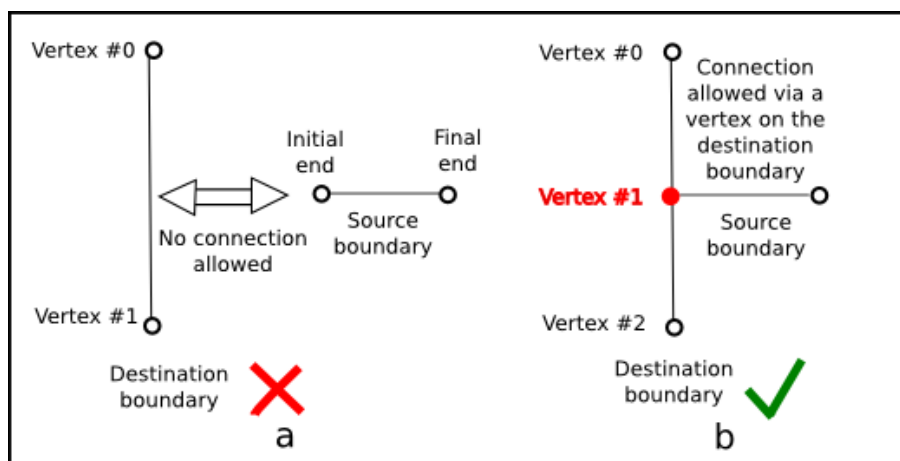 Vertex #0
Initial
end
Final
end
No connection
allowed
Source
boundary
Vertex #1
Destination
boundary
a
Vertex #0
Connection
allowed via a
vertex on the
destination
boundary
Vertex #1
Source
boundary
Vertex #2
Destination
boundary
b